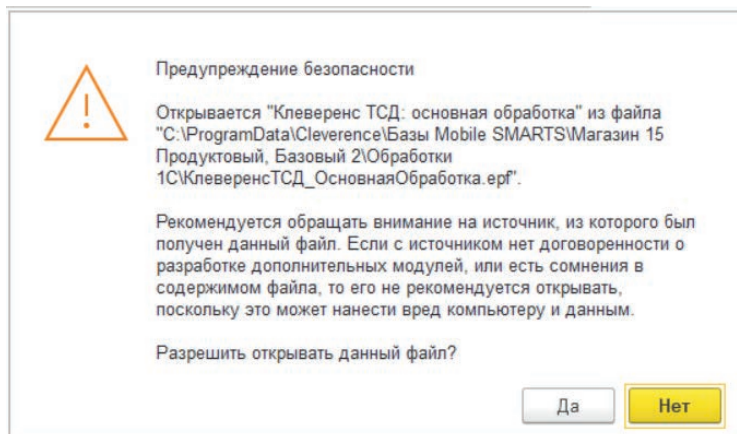 Предупреждение безопасности
Открывается "Клеверенс ТСД: основная обработка" из файла
"C:\ProgramData\Cleverence\Базы Mobile SMARTS\Магазин 15
Продуктовый, Базовый 2\Обработки
1С\КлеверенсТСД_ОсновнаяОбработка.epf".
Рекомендуется обращать внимание на источник, из которого был
получен данный файл. Если с источником нет договоренности о
разработке дополнительных модулей, или есть сомнения в
содержимом файла, то его не рекомендуется открывать,
поскольку это может нанести вред компьютеру и данным.
Разрешить открывать данный файл?
Да
Нет